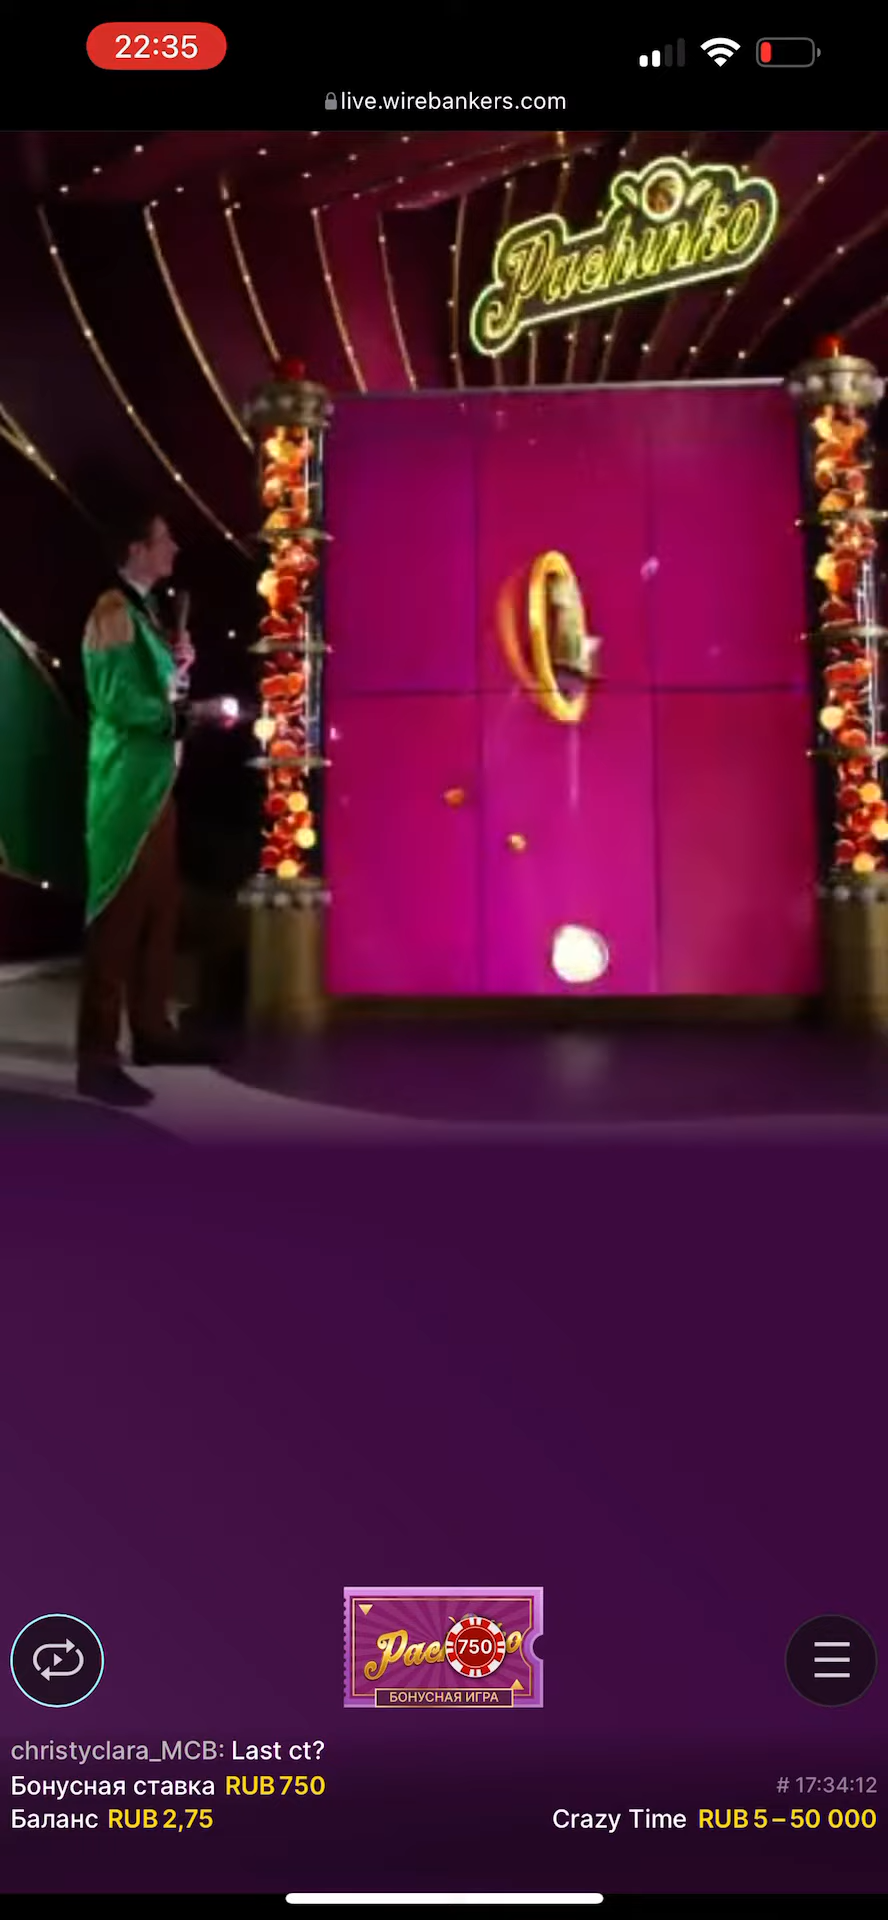 22:35
live.wirebankers.com
Pachinko
750
БОНУСНАЯ ИГРА
christyclara_MCB: Last ct?
Бонусная ставка RUB 750
# 17:34:12
Баланс RUB 2,75
Crazy Time RUB 5 – 50 000